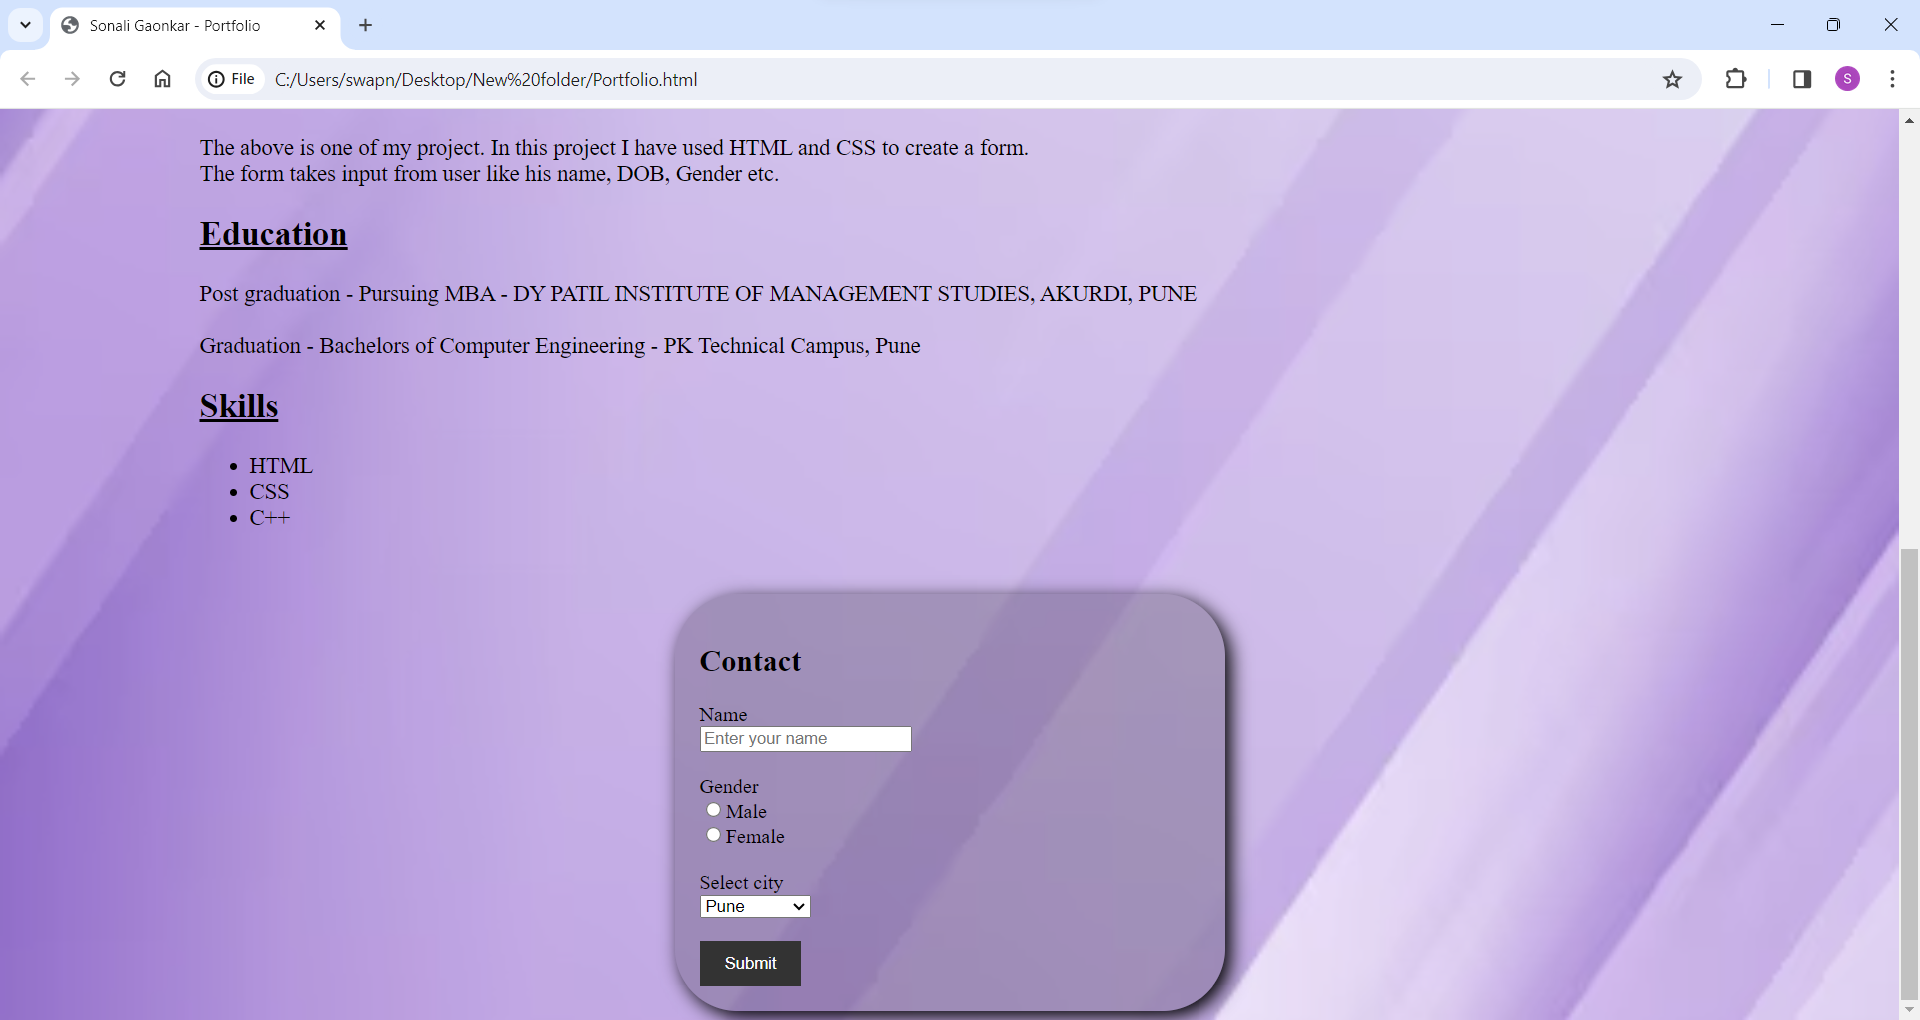 Sonali Gaonkar - Portfolio
File C:/Users/swapn/Desktop/New%20folder/Portfolio.html
S
The above is one of my project. In this project I have used HTML and CSS to create a form.
The form takes input from user like his name, DOB, Gender etc.
Education
Post graduation - Pursuing MBA - DY PATIL INSTITUTE OF MANAGEMENT STUDIES, AKURDI, PUNE
Graduation - Bachelors of Computer Engineering - PK Technical Campus, Pune
Skills
• HTML
• CSS
• C++
Contact
Name
Enter your name
Gender
Male
Female
Select city
Pune
Submit